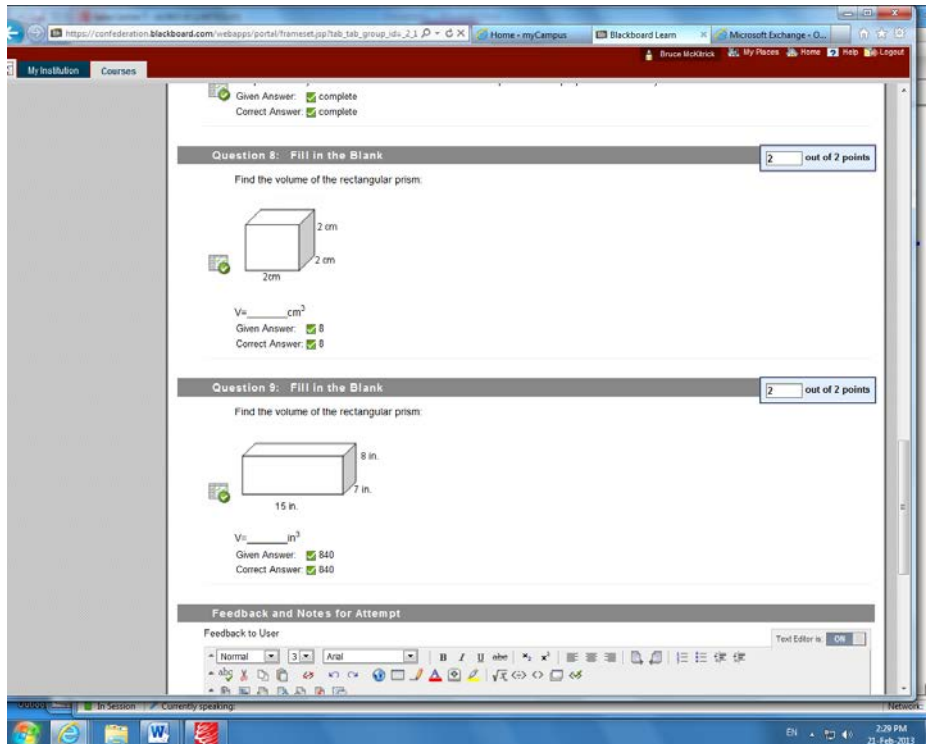 https://confederation.blackboard.com/webapps/portal/frameset.jsp?tab_tab_group_id=_2_1
Home - myCampus
Blackboard Learn
Microsoft Exchange - O...
Bruce McKitrick
My Places
Home
Help
Logout
My Institution
Courses
Given Answer: complete
Correct Answer: complete
Question 8: Fill in the Blank
2 out of 2 points
Find the volume of the rectangular prism:
2 cm
2 cm
2cm
V=______cm³
Given Answer: 8
Correct Answer: 8
Question 9: Fill in the Blank
2 out of 2 points
Find the volume of the rectangular prism:
8 in.
7 in.
15 in.
V=______in³
Given Answer: 840
Correct Answer: 840
Feedback and Notes for Attempt
Feedback to User
Text Editor is: ON
Normal 3 Arial B I U abc
In Session Currently speaking: Network:
EN 2:29 PM
21-Feb-2013